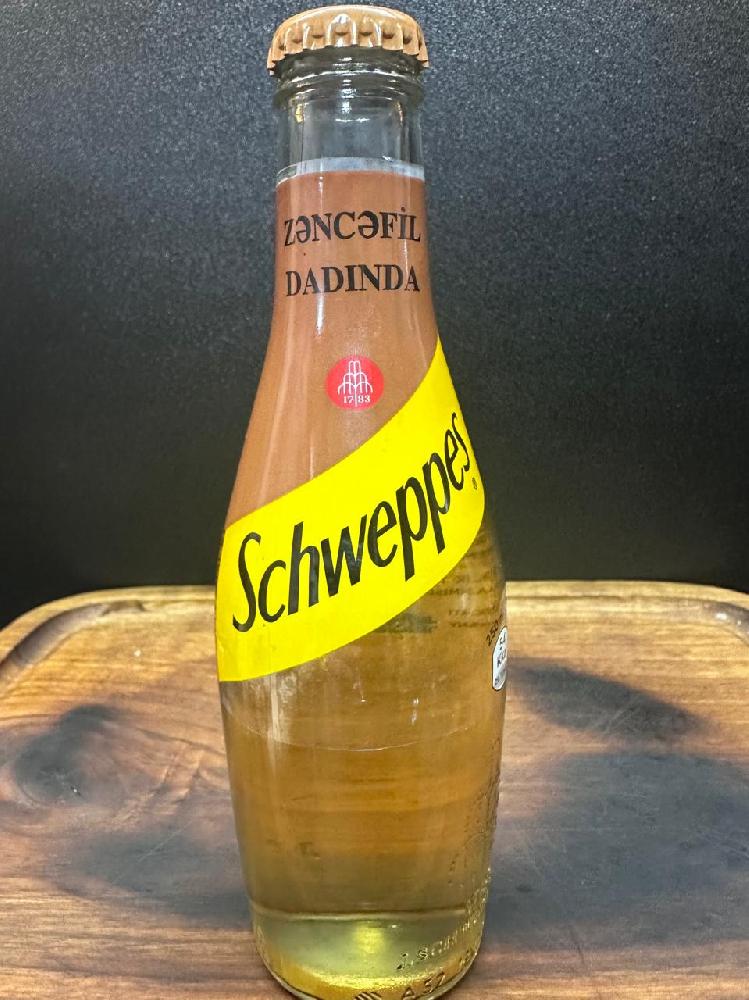 ZƏNCƏFİL
DADINDA
17|83
Schweppes®